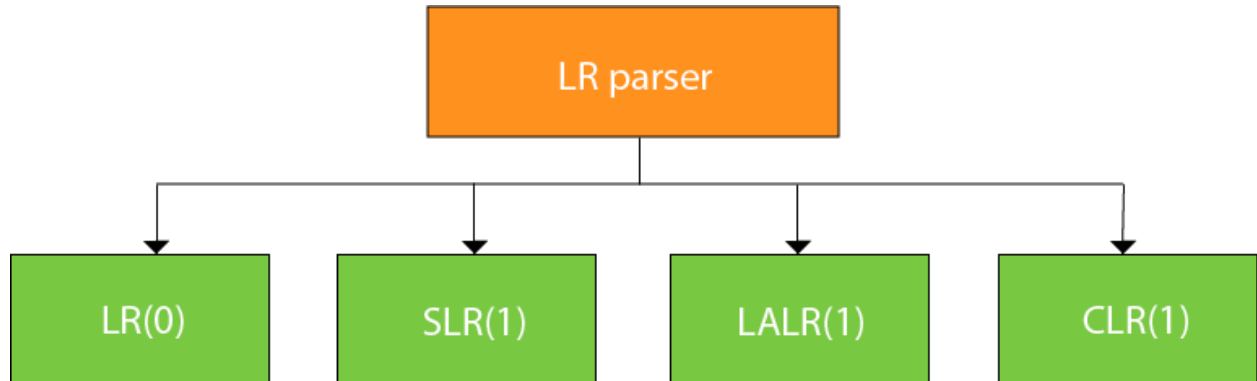 LR parser
LR(0)
SLR(1)
LALR(1)
CLR(1)